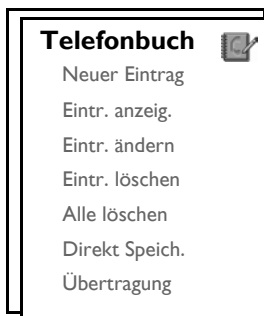 Telefonbuch
Neuer Eintrag
Eintr. anzeig.
Eintr. ändern
Eintr. löschen
Alle löschen
Direkt Speich.
Übertragung